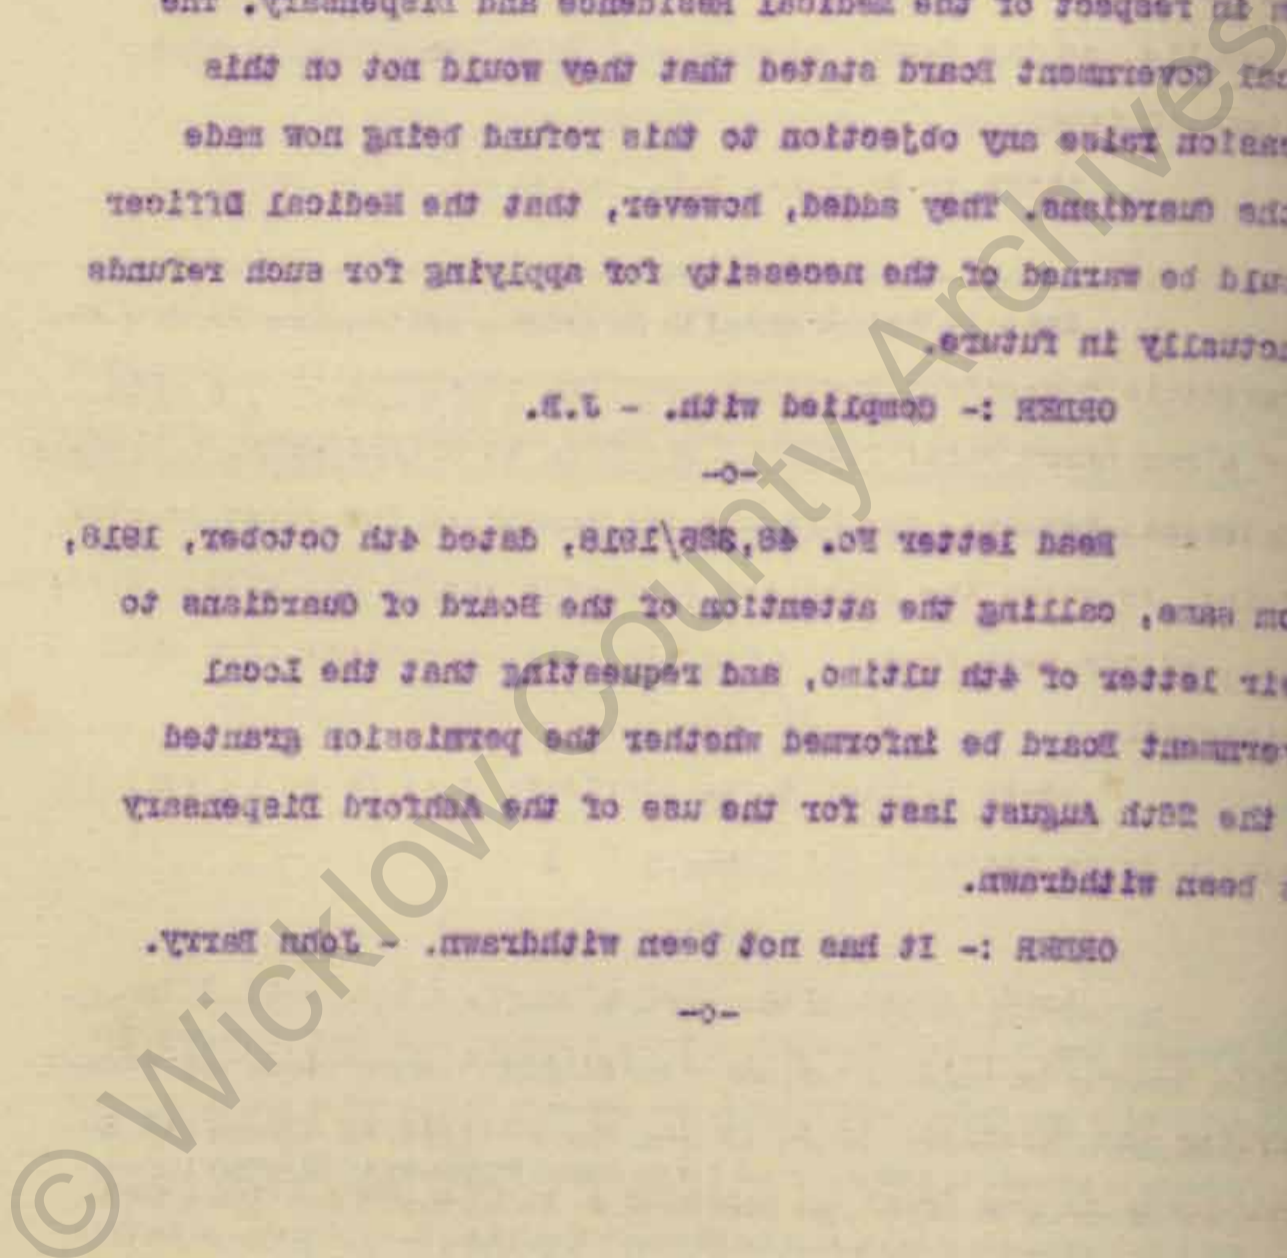 in respect of the Medical Residence and Dispensary. The
Government Board stated that they would not on this
raise any objection to this refund being now made
the Guardians. They added, however, that the Medical Officer
uld be warned of the necessity for applying for such refunds
ctually in future.
ORDER :- Complied with. - J.B.
-o-
Read letter No. /1918, dated 4th October, 1918,
om same, calling the attention of the Board of Guardians to
eir letter of 4th ultimo, and requesting that the Local
ernment Board be informed whether the permission granted
the 28th August last for the use of the Ashford Dispensary
been withdrawn.
ORDER :- It has not been withdrawn. - John Barry.
-o-
© Wicklow County Archives